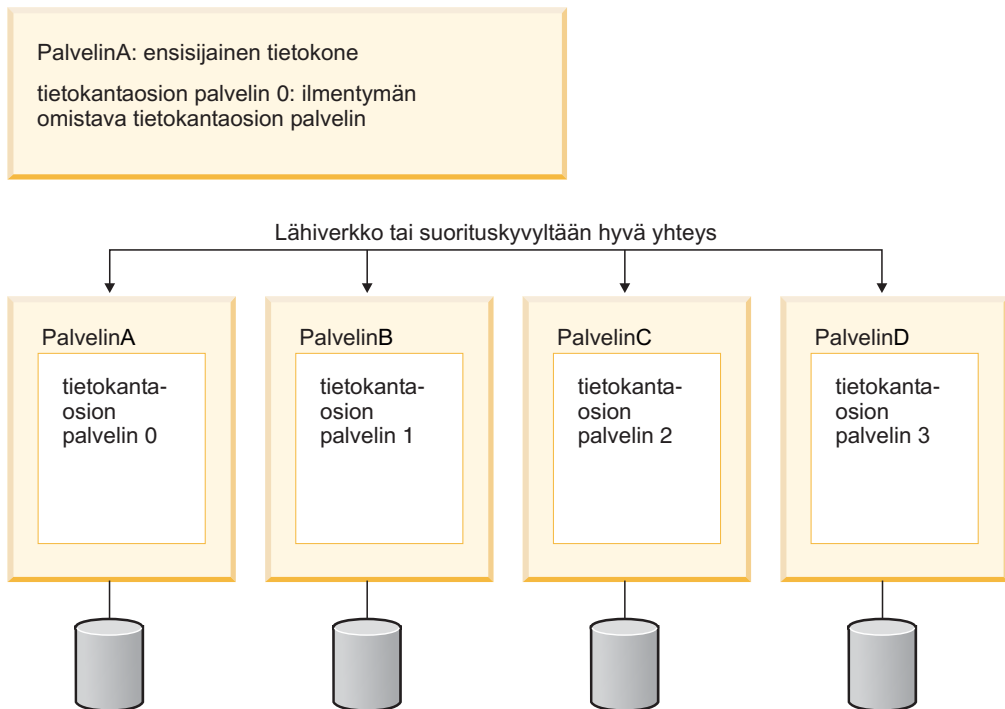 PalvelinA: ensisijainen tietokone
tietokantaosion palvelin 0: ilmentymän
omistava tietokantaosion palvelin
Lähiverkko tai suorituskyvyltään hyvä yhteys
PalvelinA
tietokanta-
osion
palvelin 0
PalvelinB
tietokanta-
osion
palvelin 1
PalvelinC
tietokanta-
osion
palvelin 2
PalvelinD
tietokanta-
osion
palvelin 3